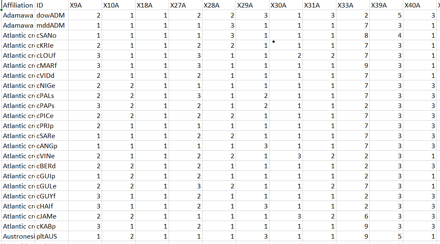 Affiliation ID X9A X10A X18A X27A X28A X29A X30A X31A X33A X39A X40A
Adamawa dowADM 2 1 1 2 2 3 1 3 2 5 3
Adamawa mddADM 1 1 1 1 3 3 1 3 7 3 1
Atlantic cr cSANo 1 1 1 1 3 1 1 1 8 4 1
Atlantic cr cKRIe 2 1 1 2 2 1 1 1 7 3 1
Atlantic cr cLOUf 3 1 1 3 1 1 2 2 7 3 1
Atlantic cr cMARf 3 1 1 3 1 1 1 1 9 3 1
Atlantic cr cVIDd 2 1 1 2 1 1 1 1 7 3 1
Atlantic cr cNIGe 2 1 1 1 1 1 1 1 7 3 3
Atlantic cr cPALs 2 2 1 3 1 2 1 1 7 3 1
Atlantic cr cPAPs 3 2 1 1 1 2 1 1 2 3 3
Atlantic cr cPICe 2 1 1 2 2 1 1 1 7 3 3
Atlantic cr cPRIp 2 1 1 2 1 1 1 1 2 3 3
Atlantic cr cSARe 1 1 1 2 2 1 1 1 7 3 3
Atlantic cr cANGp 1 1 1 1 1 3 1 1 7 3 3
Atlantic cr cVINe 2 1 1 2 2 1 3 2 2 3 1
Atlantic cr cBERd 2 2 1 1 1 1 1 1 2 3 3
Atlantic cr cGUIp 1 2 1 1 1 1 1 1 7 3 1
Atlantic cr cGULe 2 2 1 3 2 1 1 2 7 3 1
Atlantic cr cGUYf 3 1 1 3 1 1 1 1 2 3 3
Atlantic cr cHAIf 3 1 1 2 1 3 1 1 2 3 3
Atlantic cr cJAMe 2 2 1 1 1 1 3 2 6 3 3
Atlantic cr cKABp 1 2 1 1 1 1 1 1 9 3 3
Austronesi pltAUS 1 1 1 1 1 3 1 1 9 5 1